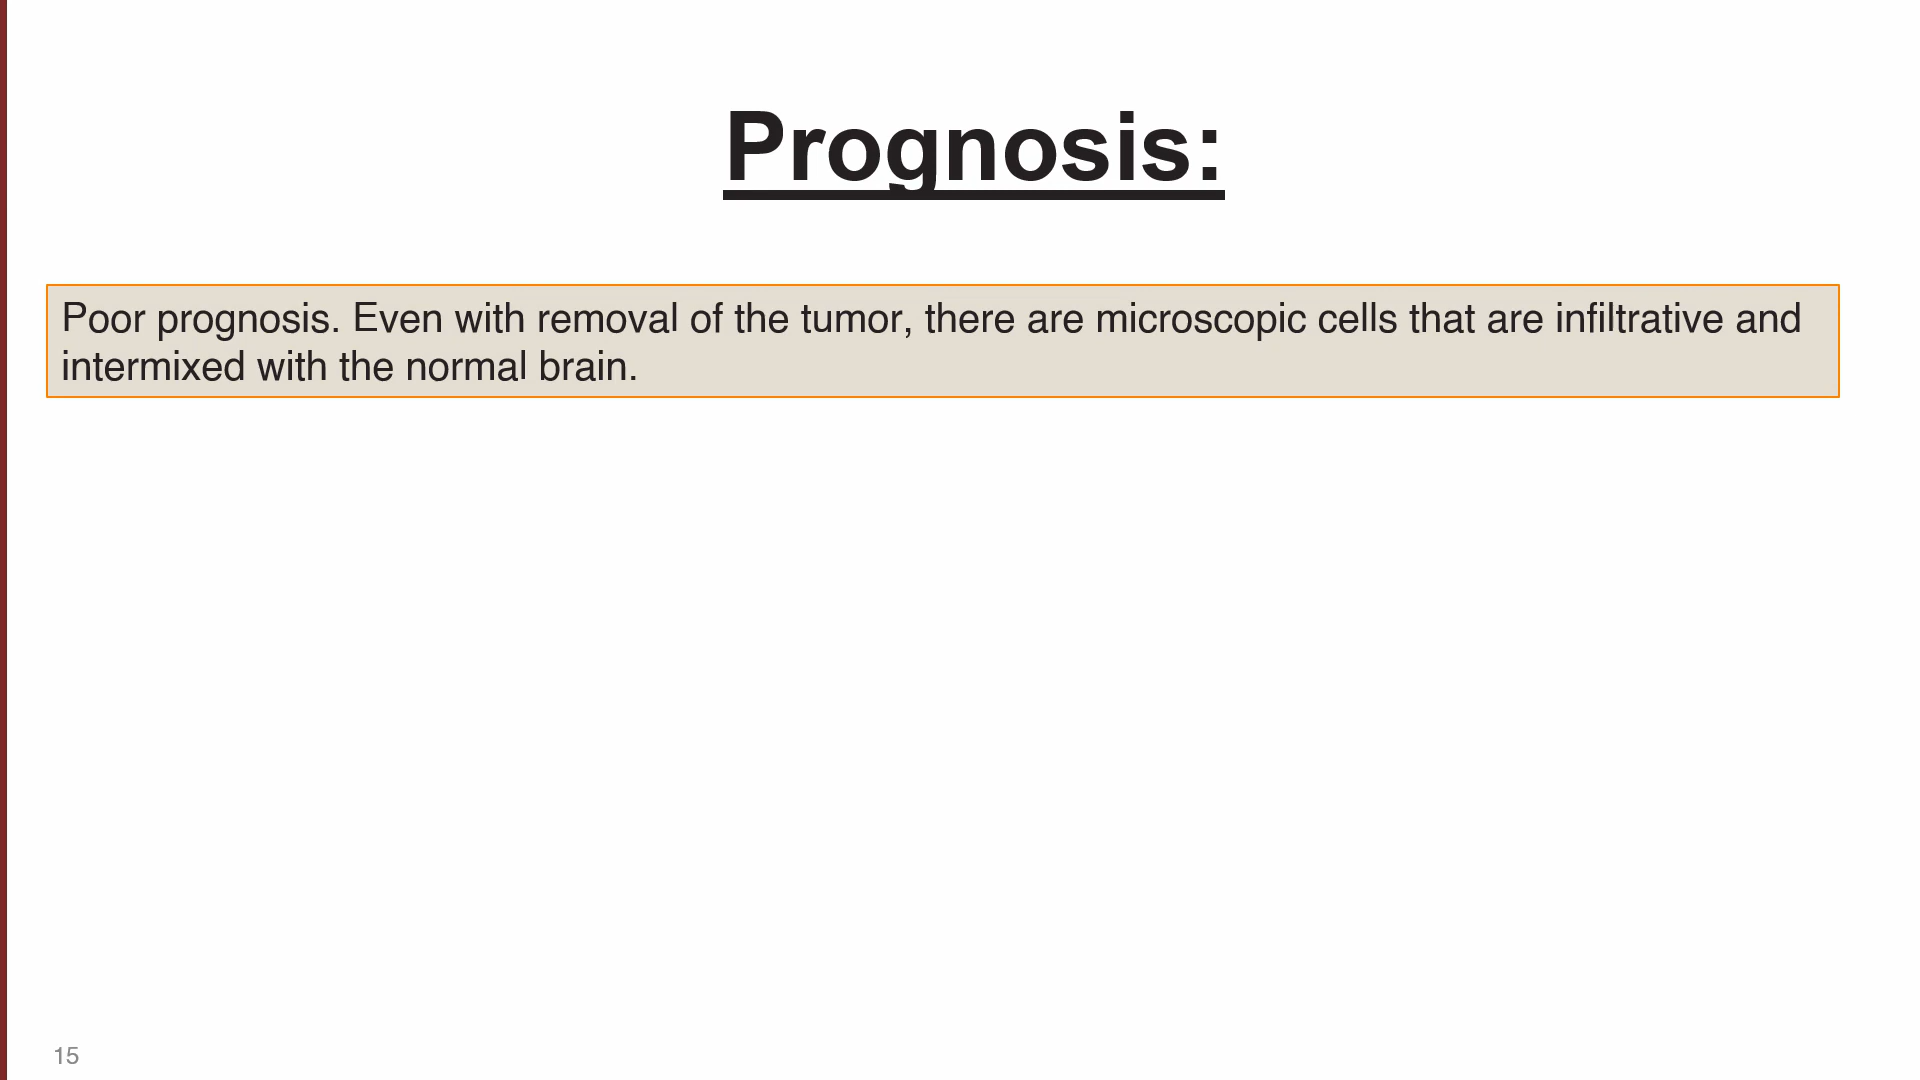 Prognosis:
Poor prognosis. Even with removal of the tumor, there are microscopic cells that are infiltrative and
intermixed with the normal brain.
15